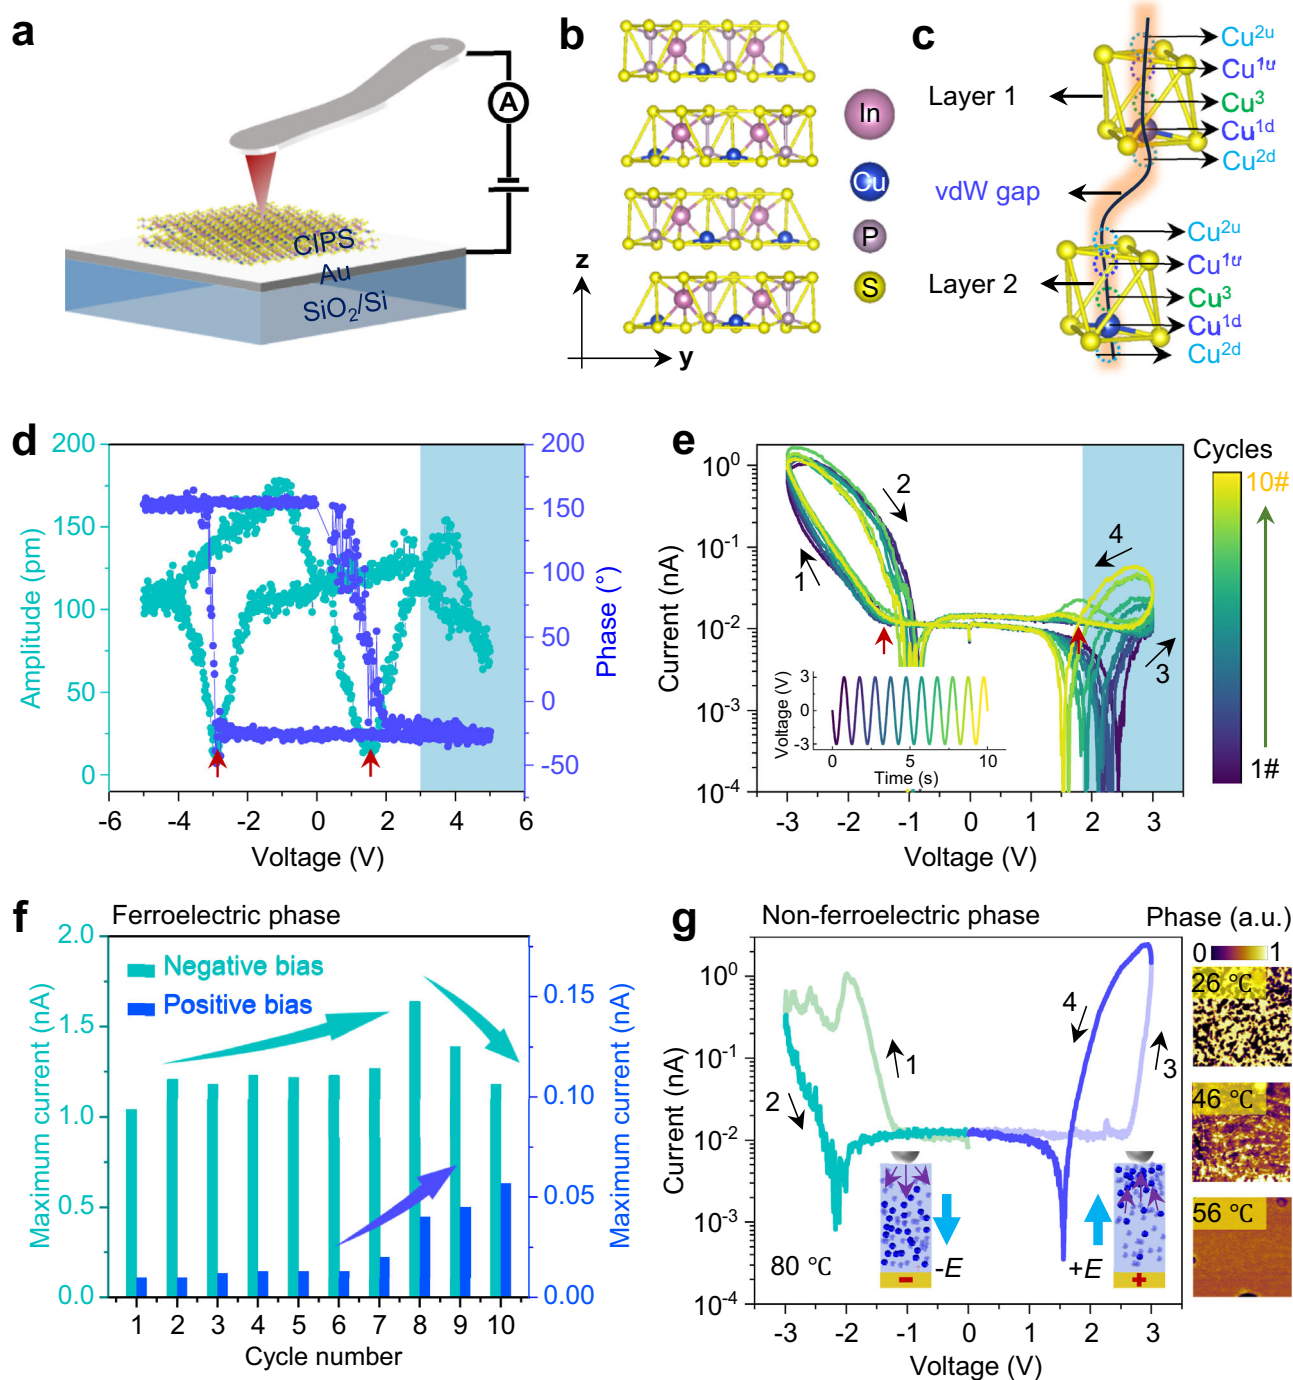 a
A
CIPS
Au
SiO2/Si
b
In
Cu
P
S
z
y
c
Layer 1
Cu2u
Cu1u
Cu3
Cu1d
Cu2d
vdW gap
Layer 2
Cu2u
Cu1u
Cu3
Cu1d
Cu2d
d
Amplitude (pm)
200
150
100
50
0
200
150
100
50
0
-50
Phase (°)
-6 -4 -2 0 2 4 6
Voltage (V)
e
Current (nA)
10^0
10^-1
10^-2
10^-3
10^-4
1
2
3
4
Voltage (V)
3
0
-3
0 5 10
Time (s)
-3 -2 -1 0 1 2 3
Voltage (V)
Cycles
10#
1#
f
Ferroelectric phase
Negative bias
Positive bias
Maximum current (nA)
2.0
1.5
1.0
0.5
0.0
0.15
0.10
0.05
0.00
Maximum current (nA)
1 2 3 4 5 6 7 8 9 10
Cycle number
g
Non-ferroelectric phase
Current (nA)
10^0
10^-1
10^-2
10^-3
10^-4
1
2
3
4
80 ℃
-E
-
+E
+
-3 -2 -1 0 1 2 3
Voltage (V)
Phase (a.u.)
0 1
26 ℃
46 ℃
56 ℃